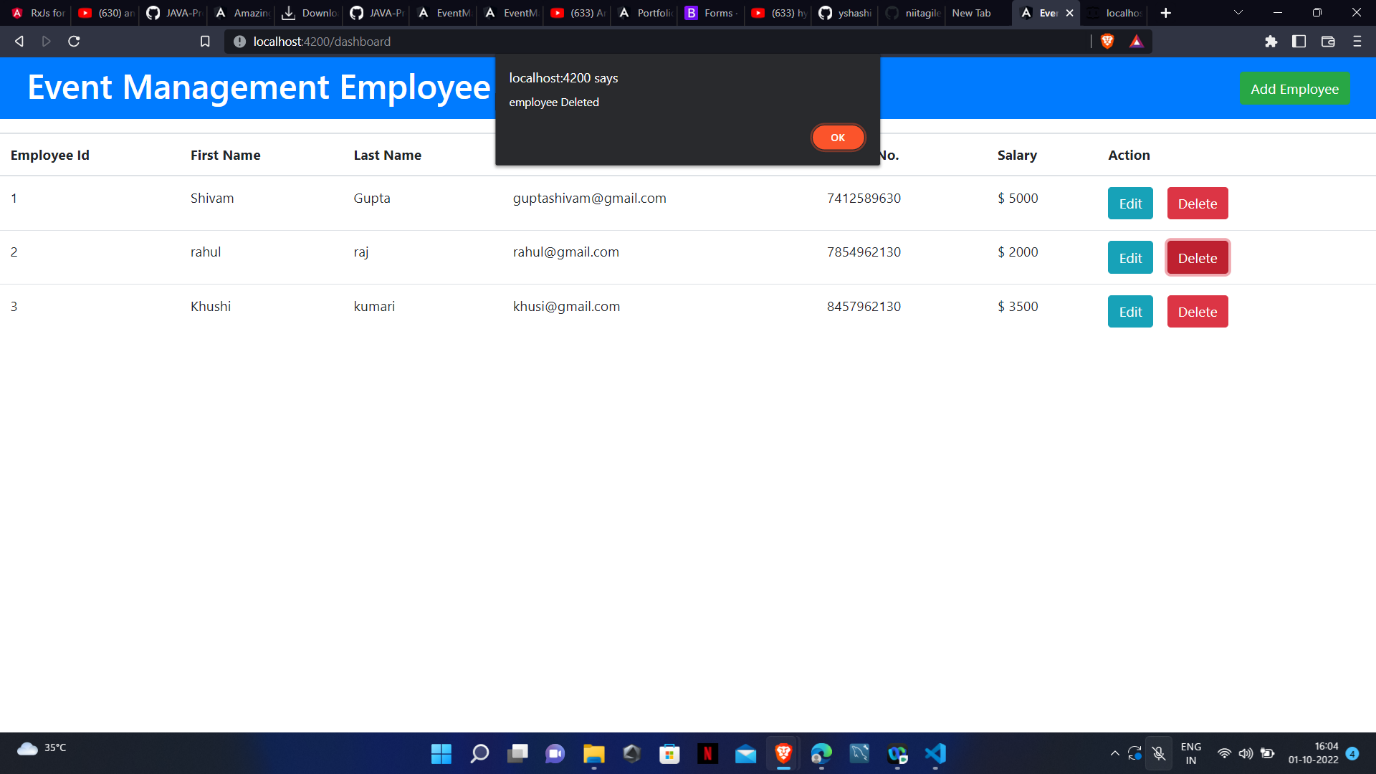 RxJs for
(630) an
JAVA-Pr
Amazin
Downlo
JAVA-Pr
EventM
EventM
(633) A
Portfoli
Forms ·
(633) hy
yshashi
niitagile
New Tab
Eve
localhos
localhost:4200/dashboard
Event Management Employee
localhost:4200 says
employee Deleted
OK
Add Employee
Employee Id First Name Last Name No. Salary Action
1 Shivam Gupta guptashivam@gmail.com 7412589630 $ 5000 Edit Delete
2 rahul raj rahul@gmail.com 7854962130 $ 2000 Edit Delete
3 Khushi kumari khusi@gmail.com 8457962130 $ 3500 Edit Delete
35°C
ENG
IN
16:04
01-10-2022
4